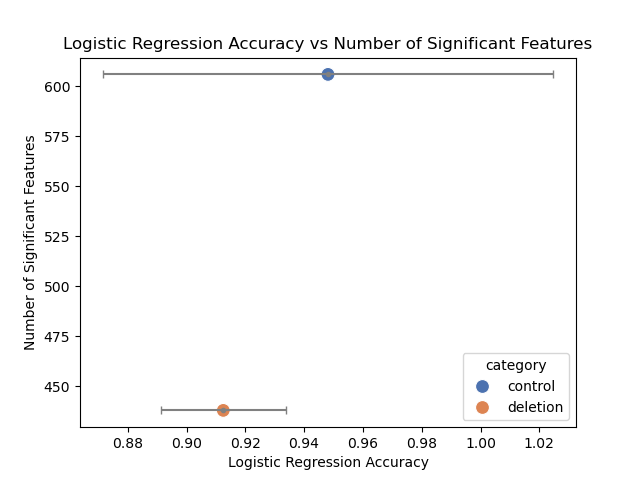 Logistic Regression Accuracy vs Number of Significant Features
Number of Significant Features
600
575
550
525
500
475
450
category
control
deletion
0.88 0.90 0.92 0.94 0.96 0.98 1.00 1.02
Logistic Regression Accuracy